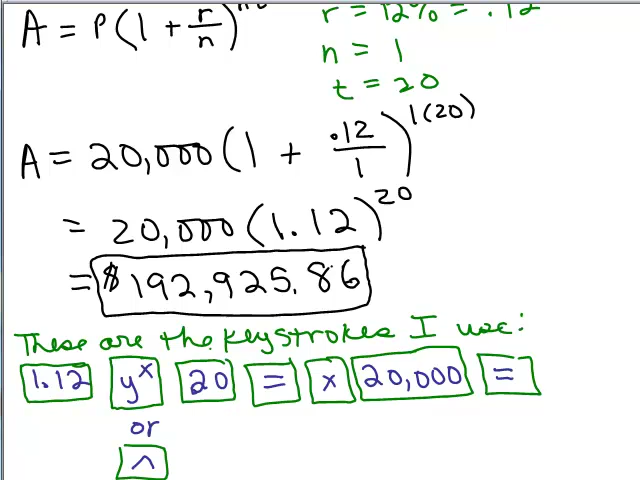 A = P(1 + r/n)^nt
r = 12% = .12
n = 1
t = 20
A = 20,000(1 + .12/1)^1(20)
= 20,000(1.12)^20
= $192,925.86
These are the keystrokes I use:
1.12 y^x 20 = x 20,000 =
or
^